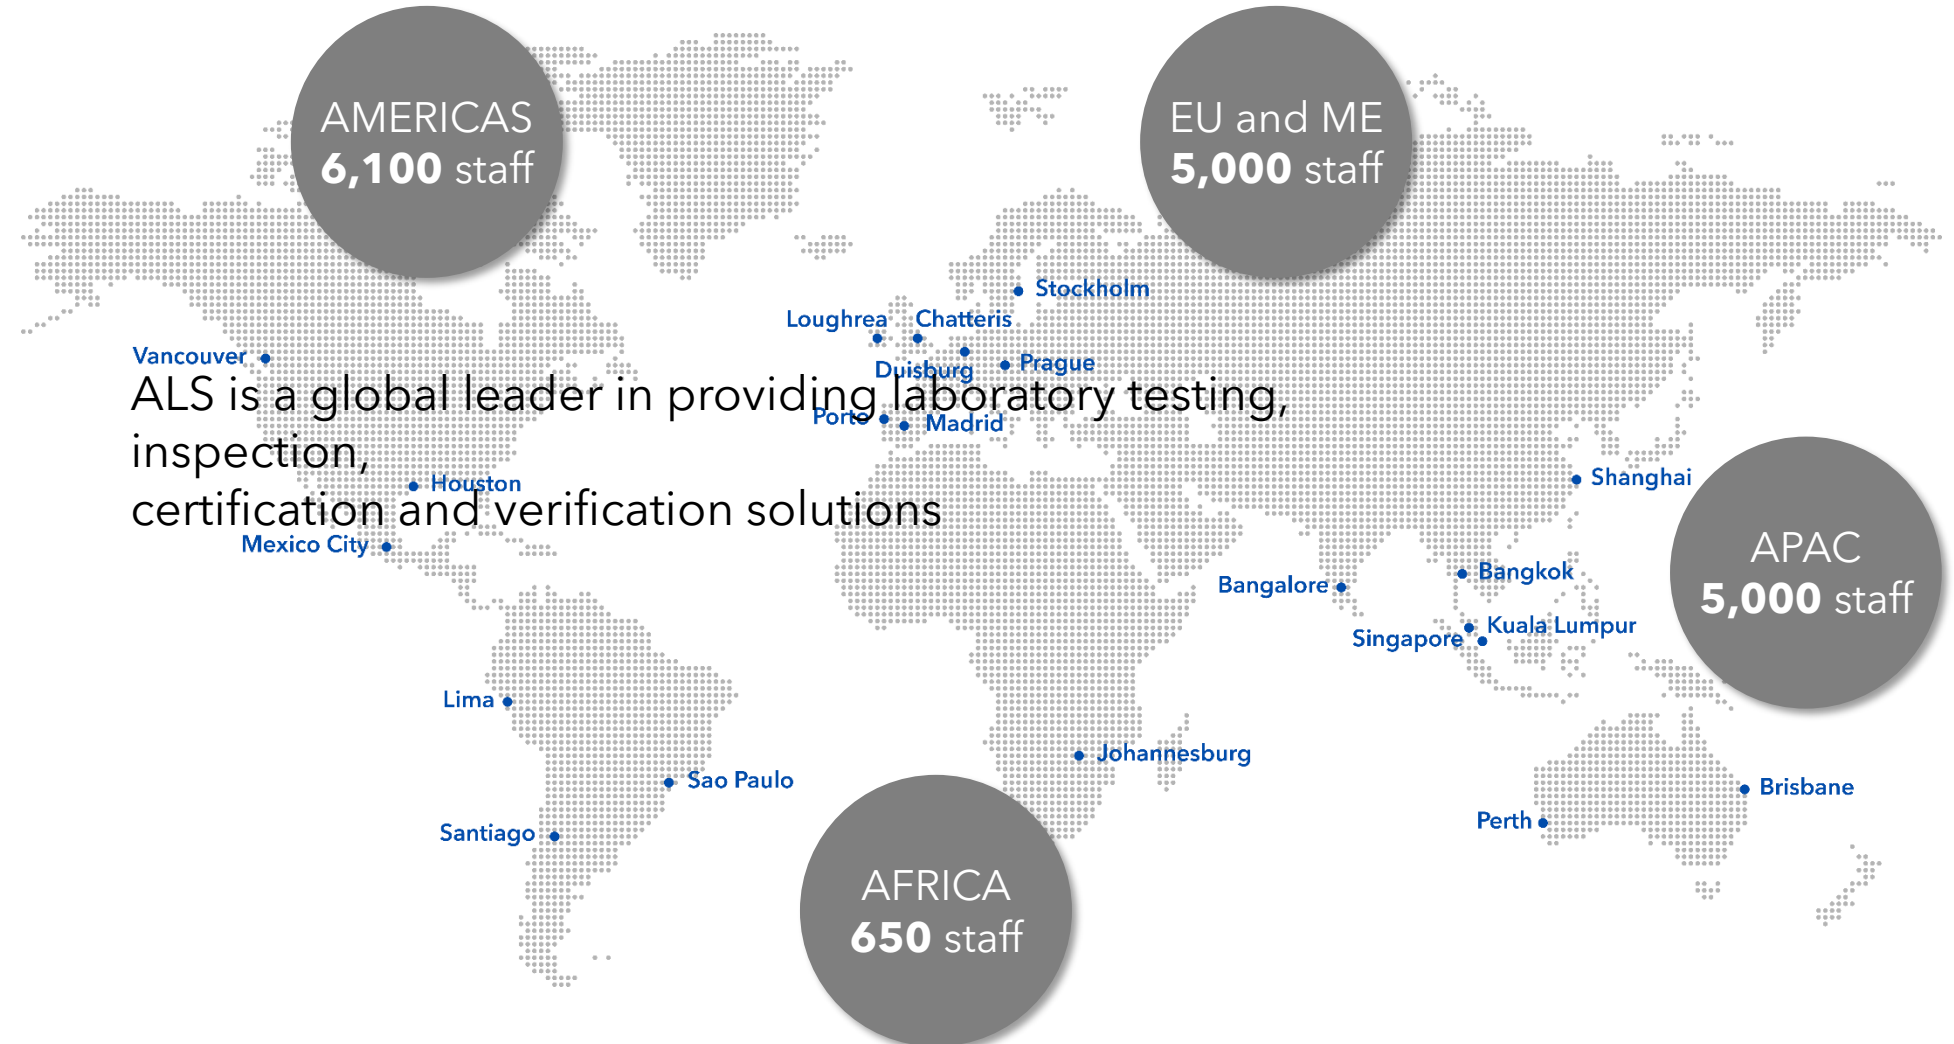 AMERICAS
6,100 staff
EU and ME
5,000 staff
Stockholm
Loughrea
Chatteris
Vancouver
Duisburg
Prague
ALS is a global leader in providing laboratory testing,
Porto
Madrid
inspection,
Houston
Shanghai
certification and verification solutions
Mexico City
APAC
5,000 staff
Bangkok
Bangalore
Kuala Lumpur
Singapore
Lima
Johannesburg
Sao Paulo
Brisbane
Perth
Santiago
AFRICA
650 staff